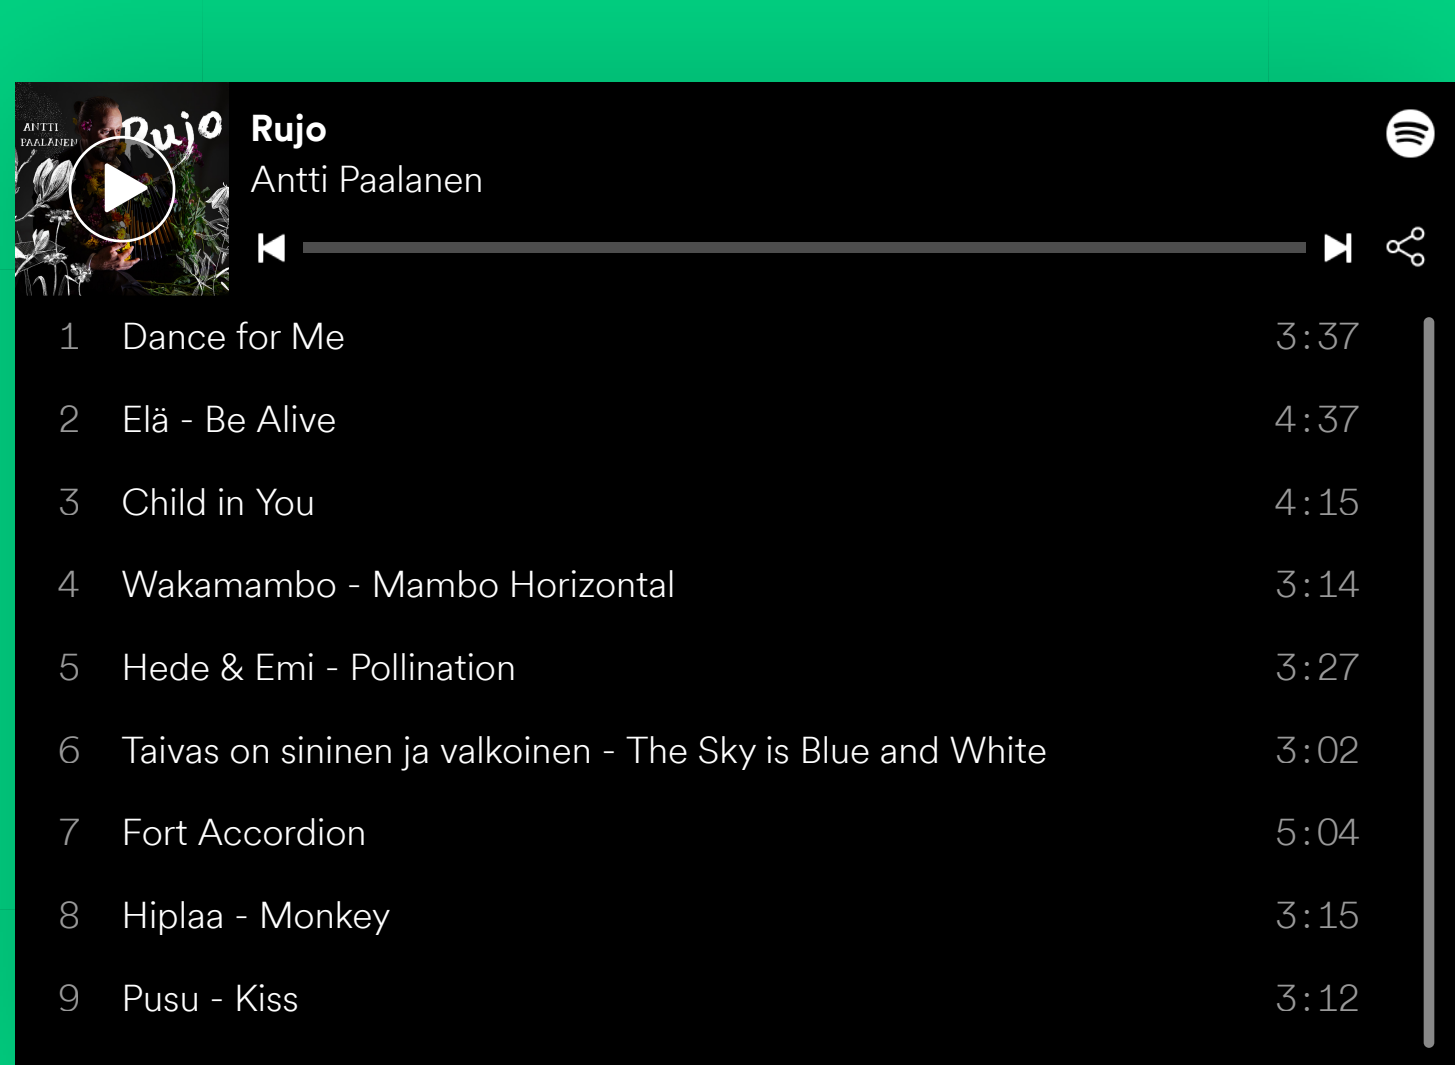 ANTTI
PAALANEN
Rujo
Rujo
Antti Paalanen
1 Dance for Me 3:37
2 Elä - Be Alive 4:37
3 Child in You 4:15
4 Wakamambo - Mambo Horizontal 3:14
5 Hede & Emi - Pollination 3:27
6 Taivas on sininen ja valkoinen - The Sky is Blue and White 3:02
7 Fort Accordion 5:04
8 Hiplaa - Monkey 3:15
9 Pusu - Kiss 3:12